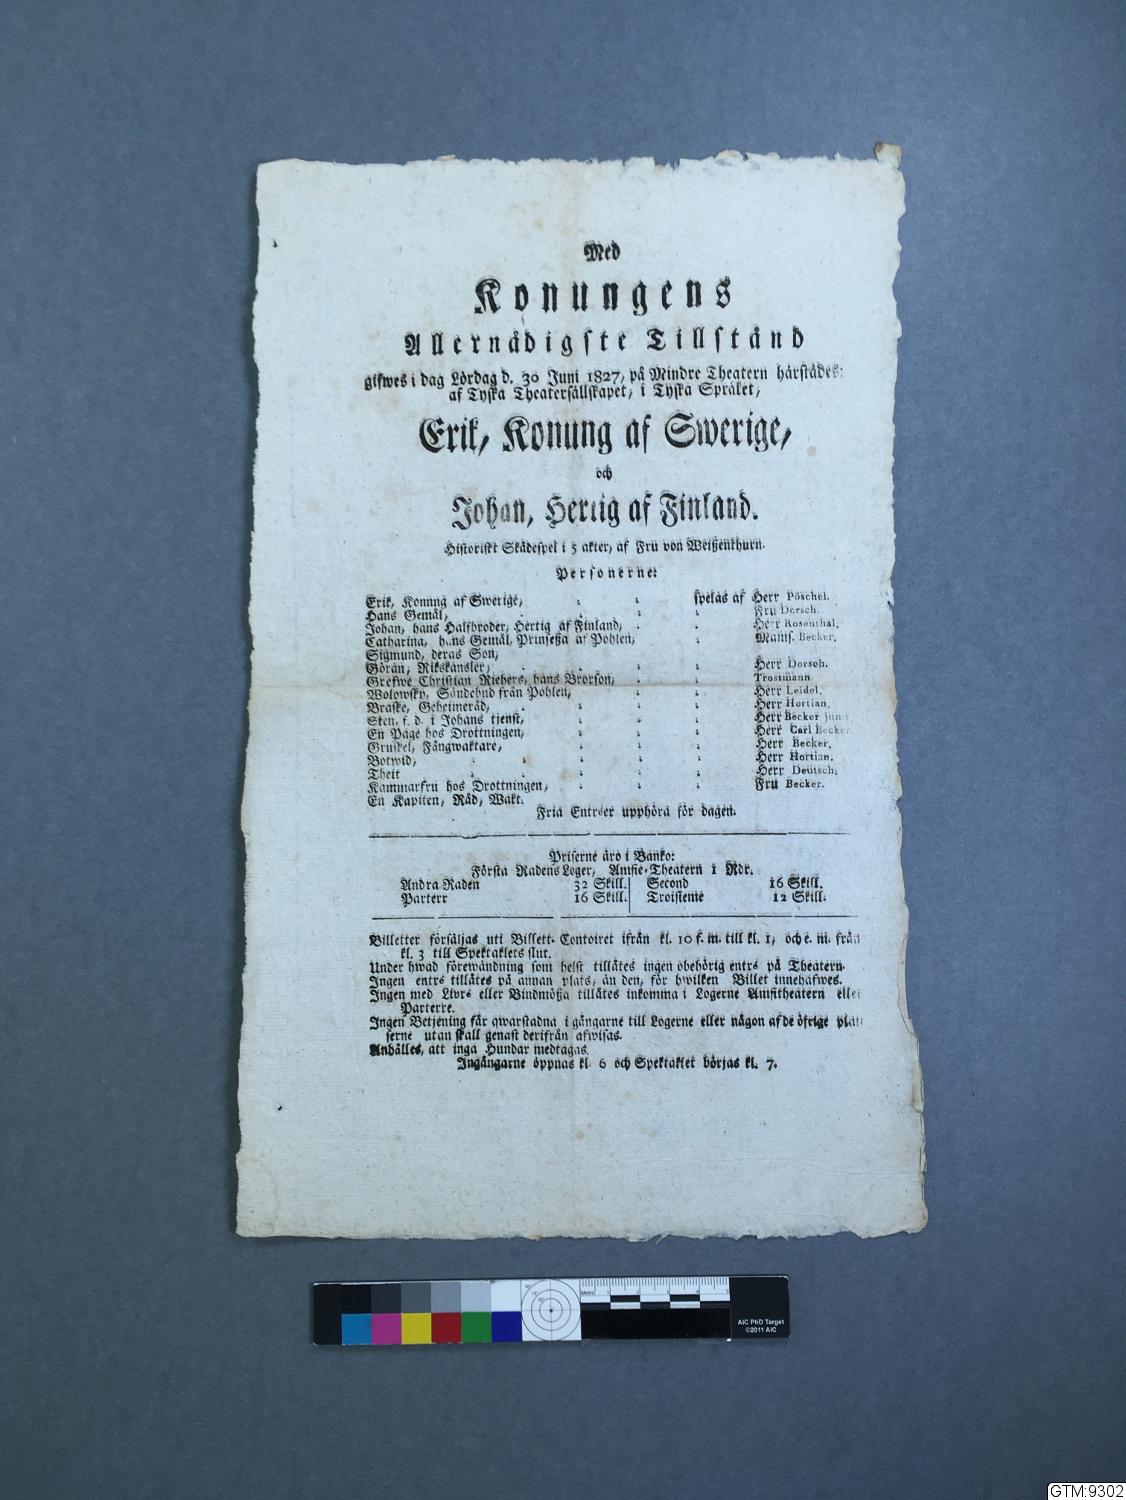 Med
Konungens
Allernådigste Tillstånd
gifwes i dag Lördag d. 30 Juni 1827, på Mindre Theatern härstädes:
af Tyska Theatersällskapet, i Tyska Språket,
Erik, Konung af Swerige,
och
Johan, Hertig af Finland.
Historiskt Skådespel i 5 akter, af Fru von Weißenthurn.
Personerne:
Erik, Konung af Swerige, spelas af Herr Pöschel.
Hans Gemål, Fru Dorsch.
Johan, hans Halfbroder, Hertig af Finland, Herr Rosenthal,
Catharina, hans Gemål, Prinseßa af Pohlen, Mams. Becker,
Sigmund, deras Son,
Göran, Rikskansler, Herr Dorsch.
Grefwe Christian Riebers, hans Brorson, Trostmann.
Wolowsky, Sändebud från Pohlen, Herr Leidel.
Braske, Geheimeråd, Herr Hortian,
Sten, f. d. i Johans tjenst, Herr Becker jun
En Page hos Drottningen, Herr Carl Becker
Gruskel, Fångwaktare, Herr Becker,
Botwid, Herr Hortian.
Theit Herr Deutsch,
Kammarfru hos Drottningen, Fru Becker.
En Kapiten, Råd, Wakt.
Fria Entréer upphöra för dagen.
Priserne äro i Banko:
Första Radens Loger, Amfie-Theatern 1 Rdr.
Andra Raden 32 Skill. Second 16 Skill.
Parterr 16 Skill. Troisieme 12 Skill.
Billetter försäljas uti Billett-Contoiret ifrån kl. 10 f. m. till kl. 1, och e. m. från
kl. 3 till Spektaklets slut.
Under hwad förewändning som helst tillåtes ingen obehörig entré på Theatern.
Ingen entré tillåtes på annan plats, än den, för hwilken Billet innehafwes.
Ingen med Livré eller Bindmößa tillåtes inkomma i Logerne Amfitheatern eller
Parterre.
Ingen Betjening får qwarstadna i gångarne till Logerne eller någon af de öfrige plat
serne utan skall genast derifrån afwisas.
Anhålles, att inga Hundar medtagas.
Ingångarne öppnas kl 6 och Spektaklet börjas kl. 7.
AIC PhD Target
©2011 AIC
GTM:9302